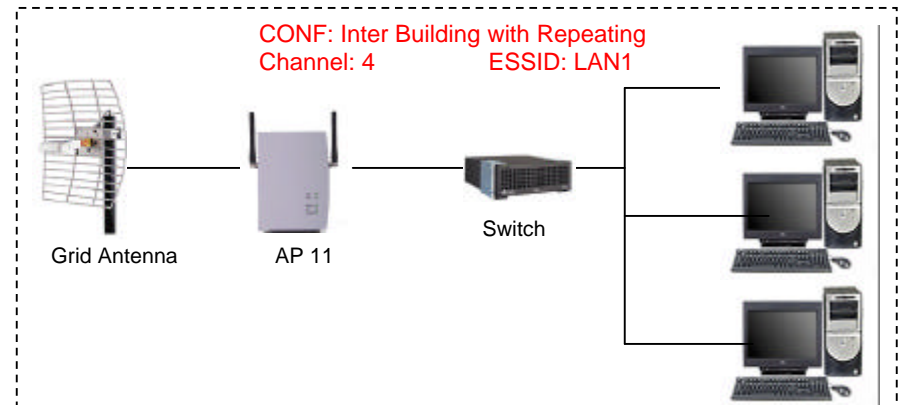 CONF: Inter Building with Repeating
Channel: 4 ESSID: LAN1
Switch
Grid Antenna AP 11